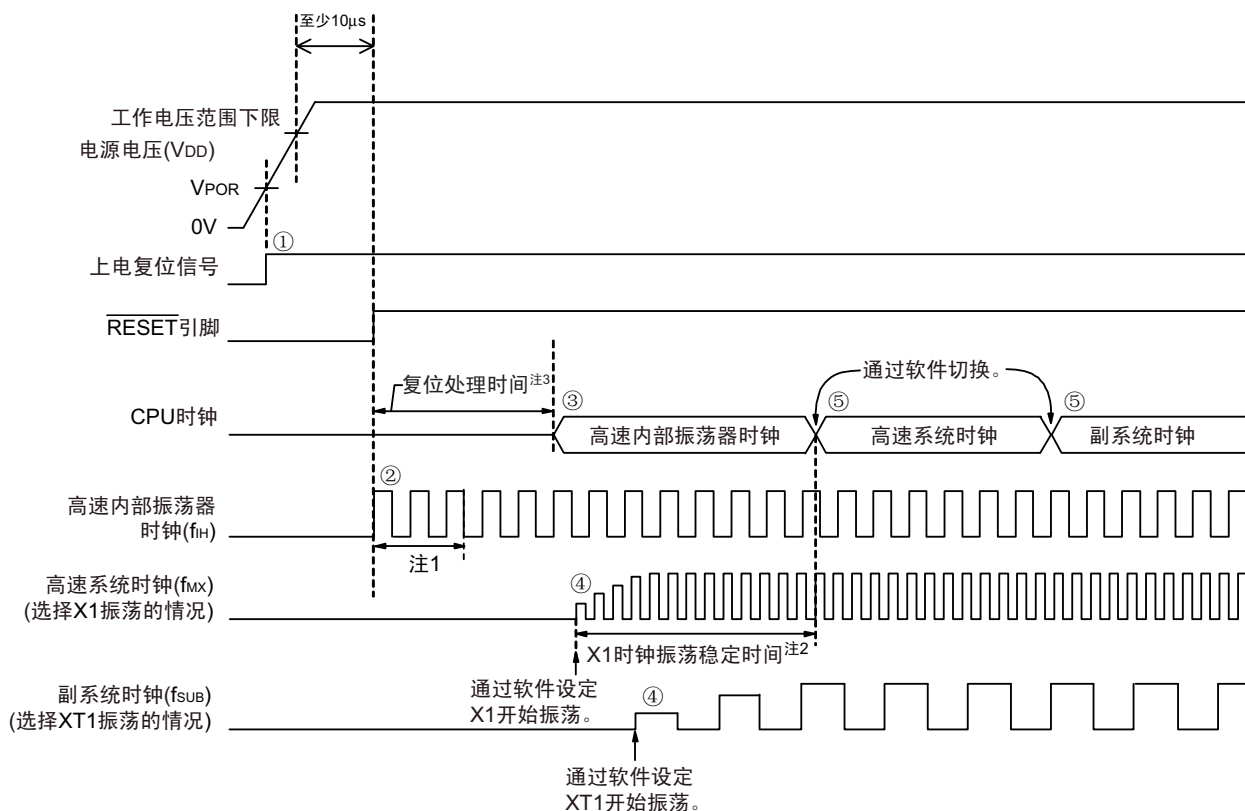 至少10μs
工作电压范围下限
电源电压(VDD)
VPOR
0V
①
上电复位信号
RESET引脚
复位处理时间注3
通过软件切换。
CPU时钟
③
⑤
⑤
高速内部振荡器时钟
高速系统时钟
副系统时钟
②
高速内部振荡器
时钟(fIH)
注1
高速系统时钟(fMX)
(选择X1振荡的情况)
④
X1时钟振荡稳定时间注2
通过软件设定
X1开始振荡。
副系统时钟(fSUB)
(选择XT1振荡的情况)
④
通过软件设定
XT1开始振荡。